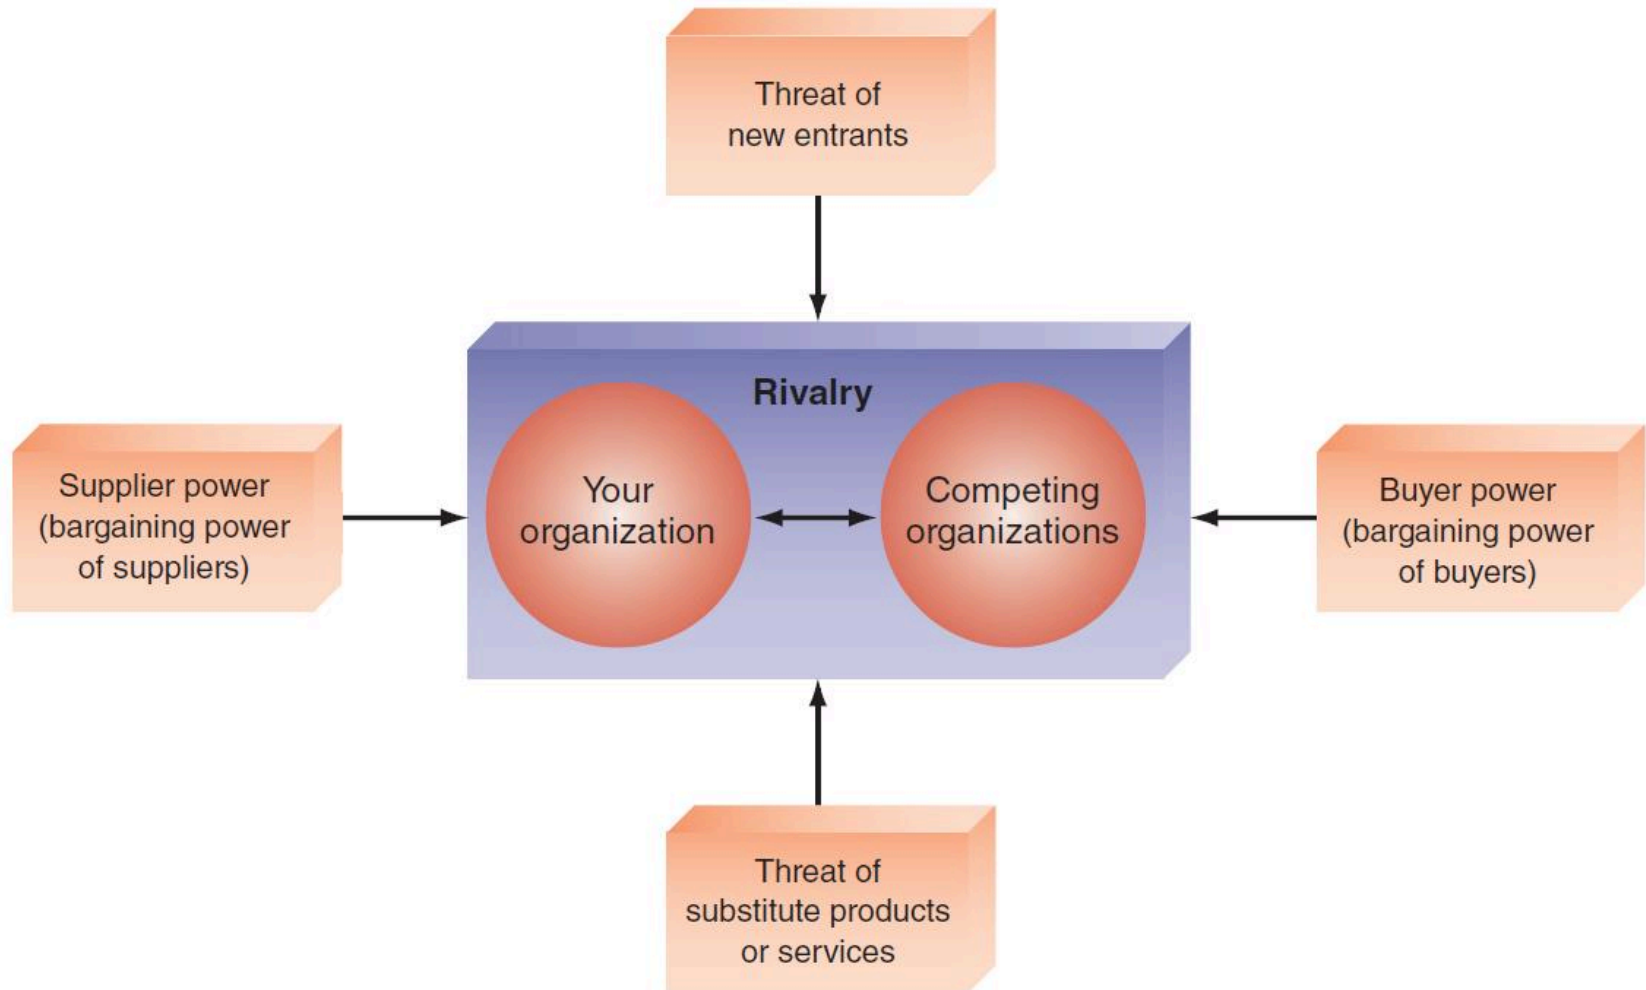 Threat of
new entrants
Rivalry
Supplier power
(bargaining power
of suppliers)
Your
organization
Competing
organizations
Buyer power
(bargaining power
of buyers)
Threat of
substitute products
or services